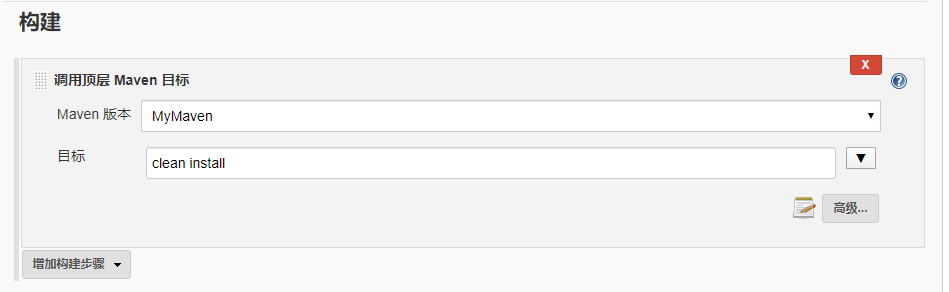 构建
X
调用顶层 Maven 目标
?
Maven 版本
MyMaven
目标
clean install
高级...
增加构建步骤